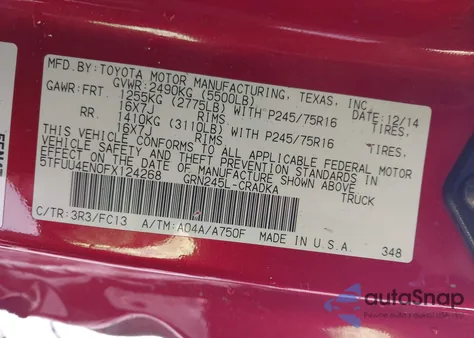 MFD.BY:TOYOTA MOTOR MANUFACTURING, TEXAS, INC.
GVWR:2490KG (5500LB) 12/14
GAWR:FRT. 1255KG (2775LB) WITH P245/75R16
16X7J RIMS
RR. 1410KG (3110LB) WITH P245/75R16
16X7J RIMS
THIS VEHICLE CONFORMS TO ALL APPLICABLE FEDERAL MOTOR
VEHICLE SAFETY AND THEFT PREVENTION STANDARDS IN EFFECT
ON THE DATE OF MANUFACTURE SHOWN ABOVE.
5TFUU4EN0FX124268 GRN245L-CRADKA TRUCK
C/TR:3R3/FC13 A/TM:A04A/A750F MADE IN U.S.A. 348
autoSnap